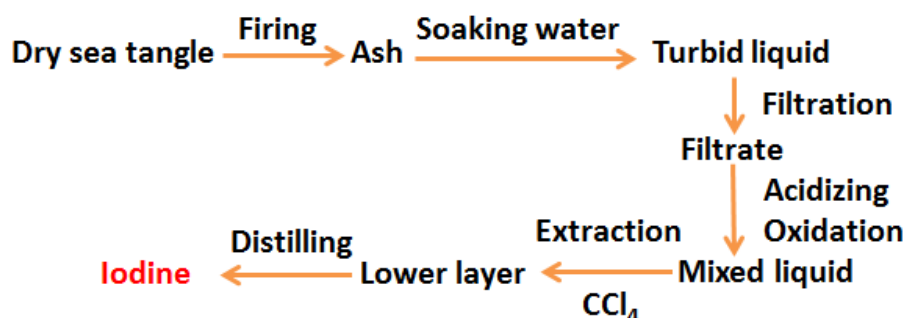 Firing
Soaking water
Dry sea tangle
Ash
Turbid liquid
Filtration
Filtrate
Acidizing
Oxidation
Mixed liquid
Extraction
CCl₄
Lower layer
Distilling
Iodine